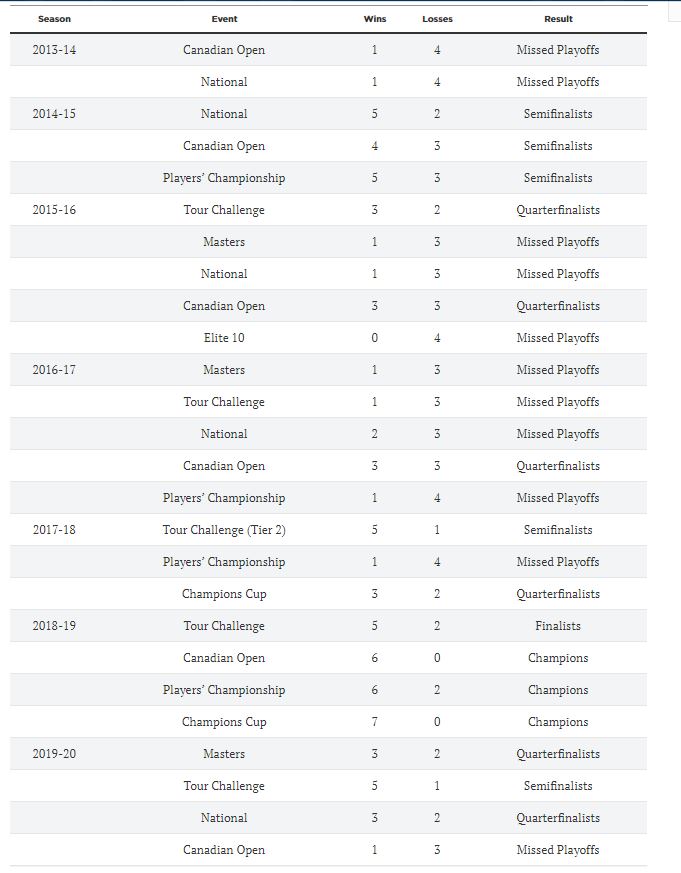 Season Event Wins Losses Result
2013-14 Canadian Open 1 4 Missed Playoffs
National 1 4 Missed Playoffs
2014-15 National 5 2 Semifinalists
Canadian Open 4 3 Semifinalists
Players’ Championship 5 3 Semifinalists
2015-16 Tour Challenge 3 2 Quarterfinalists
Masters 1 3 Missed Playoffs
National 1 3 Missed Playoffs
Canadian Open 3 3 Quarterfinalists
Elite 10 0 4 Missed Playoffs
2016-17 Masters 1 3 Missed Playoffs
Tour Challenge 1 3 Missed Playoffs
National 2 3 Missed Playoffs
Canadian Open 3 3 Quarterfinalists
Players’ Championship 1 4 Missed Playoffs
2017-18 Tour Challenge (Tier 2) 5 1 Semifinalists
Players’ Championship 1 4 Missed Playoffs
Champions Cup 3 2 Quarterfinalists
2018-19 Tour Challenge 5 2 Finalists
Canadian Open 6 0 Champions
Players’ Championship 6 2 Champions
Champions Cup 7 0 Champions
2019-20 Masters 3 2 Quarterfinalists
Tour Challenge 5 1 Semifinalists
National 3 2 Quarterfinalists
Canadian Open 1 3 Missed Playoffs